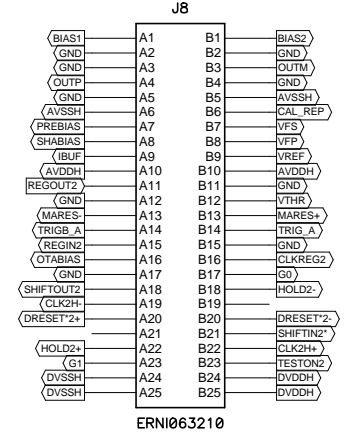 J8
BIAS1 A1 B1 BIAS2
GND A2 B2 GND
GND A3 B3 OUTM
OUTP A4 B4 GND
GND A5 B5 AVSSH
AVSSH A6 B6 CAL_REP
PREBIAS A7 B7 VFS
SHABIAS A8 B8 VFP
IBUF A9 B9 VREF
AVDDH A10 B10 AVDDH
REGOUT2 A11 B11 GND
GND A12 B12 VTHR
MARES- A13 B13 MARES+
TRIGB_A A14 B14 TRIG_A
REGIN2 A15 B15 GND
OTABIAS A16 B16 CLKREG2
GND A17 B17 G0
SHIFTOUT2 A18 B18 HOLD2-
CLK2H- A19 B19
DRESET*2+ A20 B20 DRESET*2-
A21 B21 SHIFTIN2*
HOLD2+ A22 B22 CLK2H+
G1 A23 B23 TESTON2
DVSSH A24 B24 DVDDH
DVSSH A25 B25 DVDDH
ERNI063210